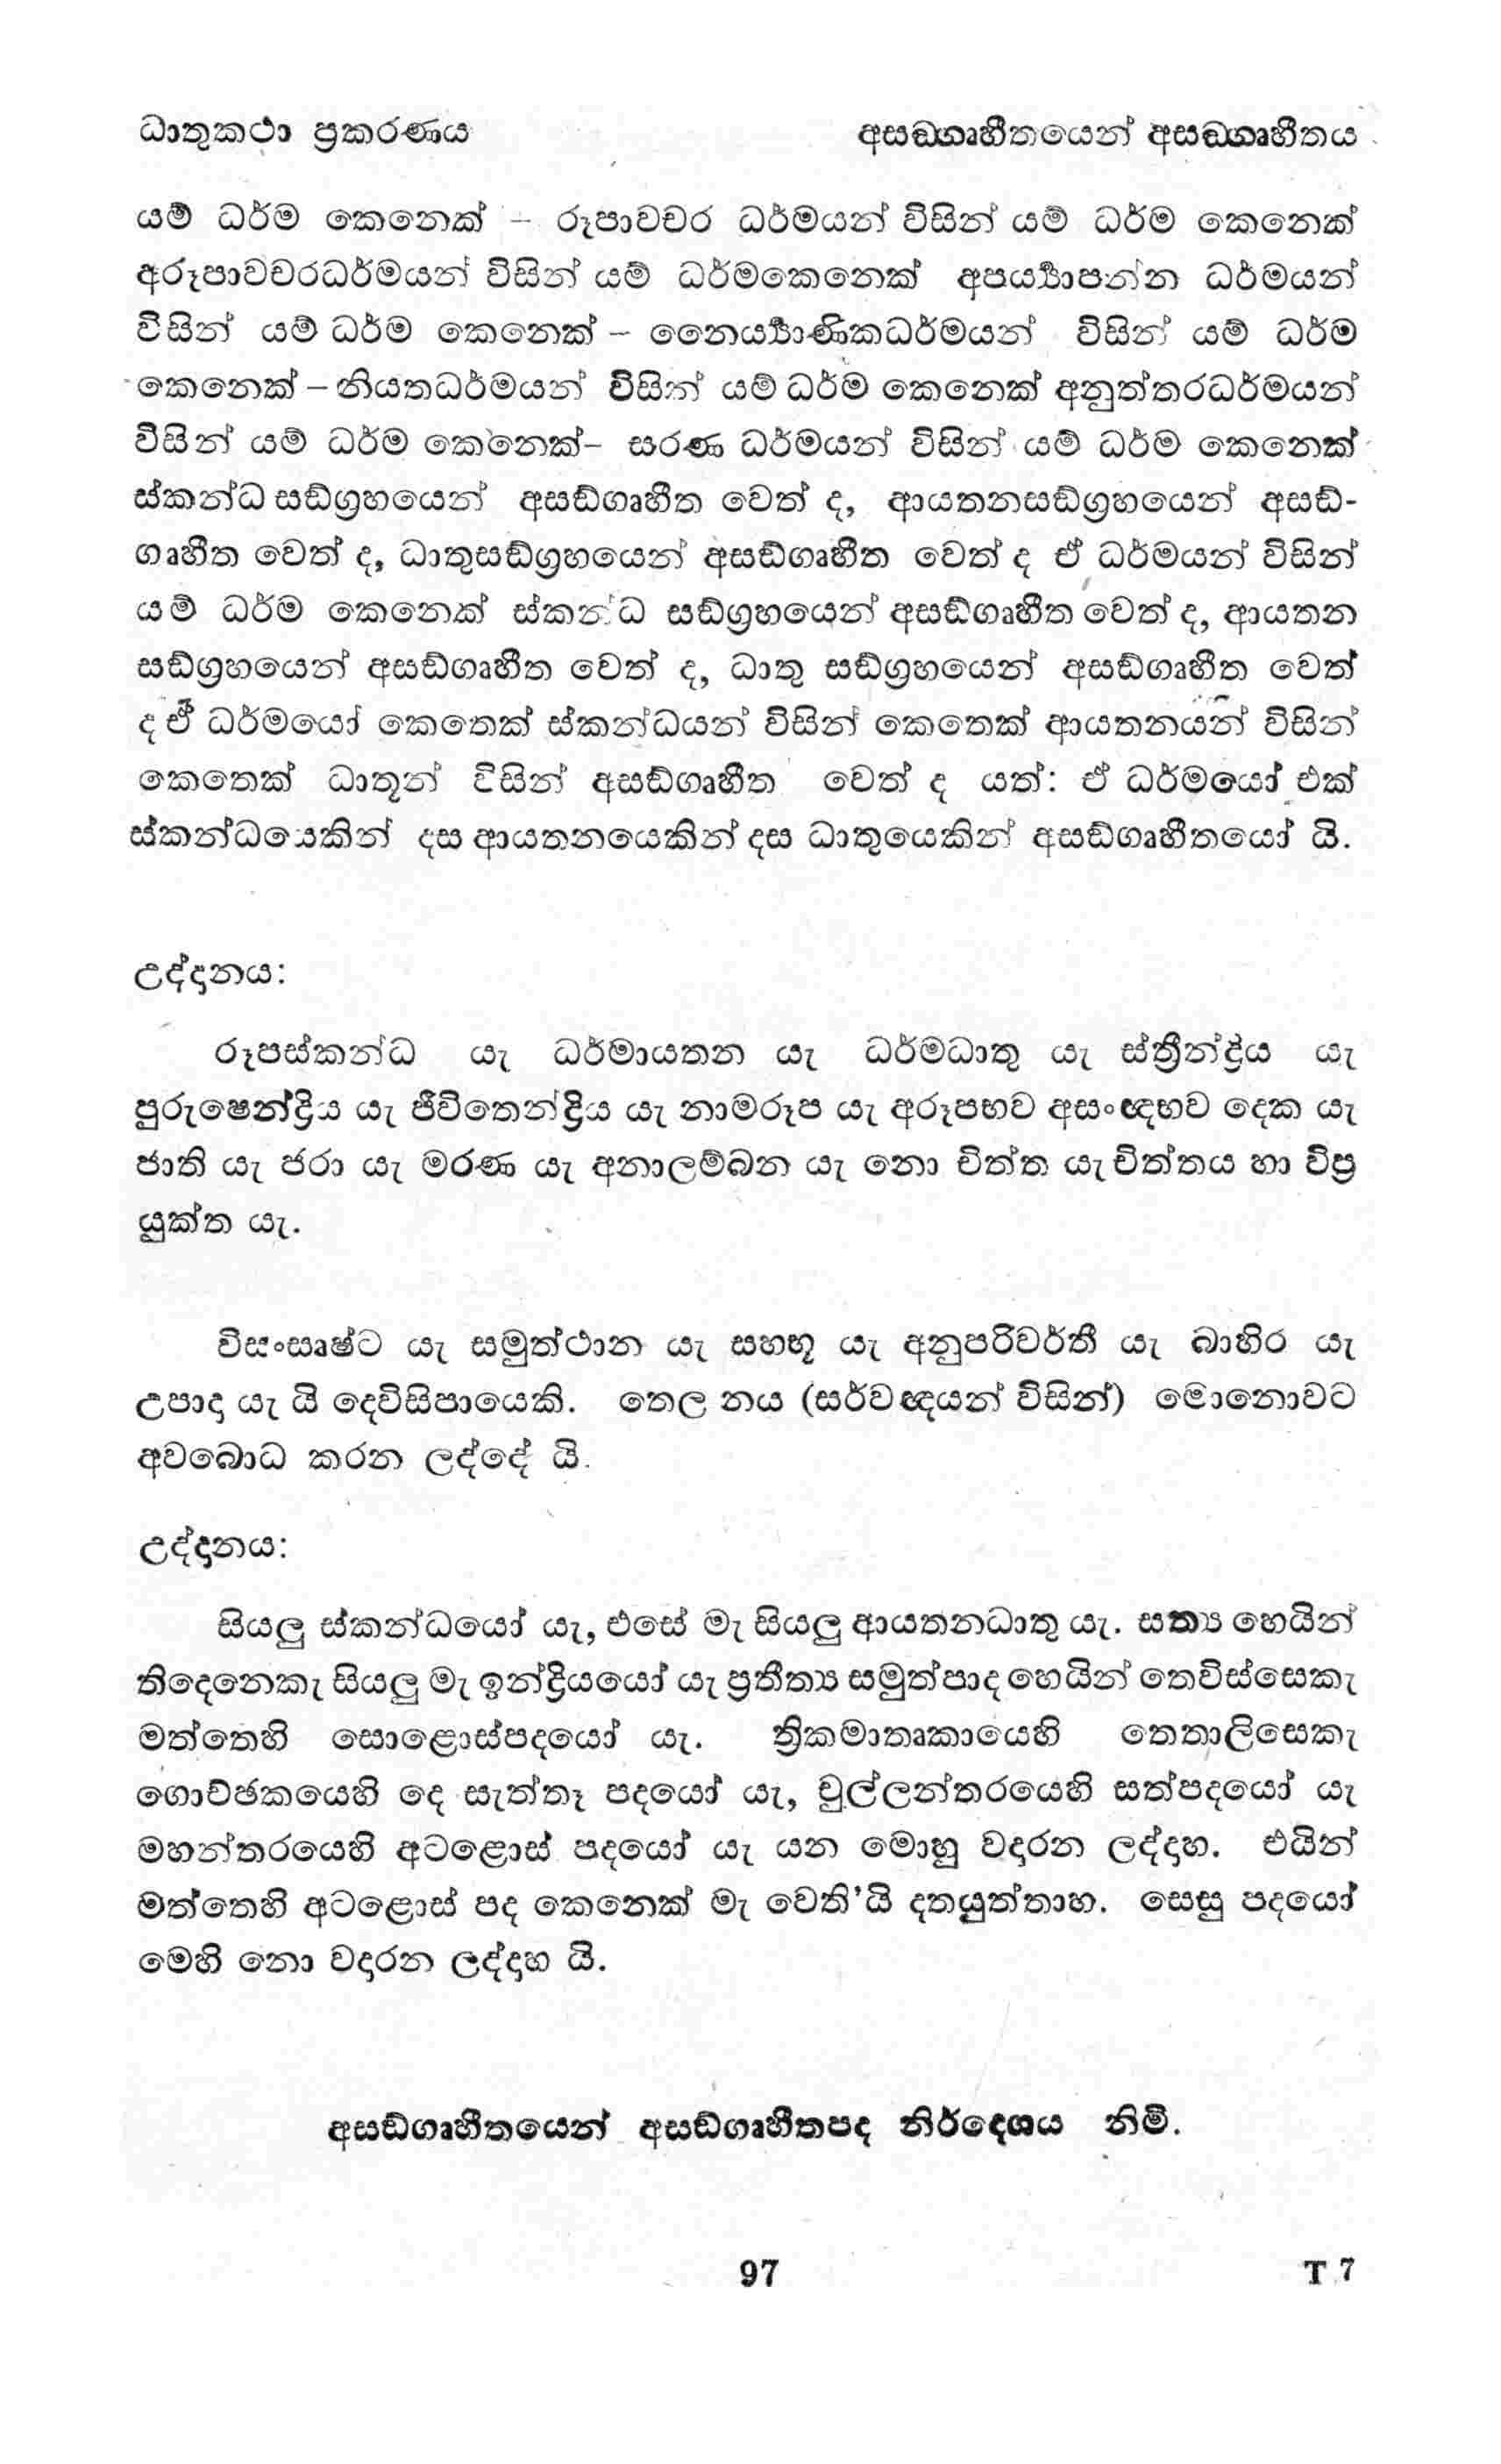 ධාතුකථා ප්‍රකරණය අසඞ්ගෘහීතයෙන් අසඞ්ගෘහීතය
යම් ධර්ම කෙනෙක් – රූපාවචර ධර්මයන් විසින් යම් ධර්ම කෙනෙක්
අරූපාවචරධර්මයන් විසින් යම් ධර්මකෙනෙක් අපර්‍ය්‍යාපන්න ධර්මයන්
විසින් යම් ධර්ම කෙනෙක් – නෛර්‍ය්‍යාණිකධර්මයන් විසින් යම් ධර්ම
කෙනෙක් – නියතධර්මයන් විසින් යම් ධර්ම කෙනෙක් අනුත්තරධර්මයන්
විසින් යම් ධර්ම කෙනෙක්– සරණ ධර්මයන් විසින් යම් ධර්ම කෙනෙක්
ස්කන්ධ සඞ්ග්‍රහයෙන් අසඞ්ගෘහීත වෙත් ද, ආයතනසඞ්ග්‍රහයෙන් අසඞ්-
ගෘහීත වෙත් ද, ධාතුසඞ්ග්‍රහයෙන් අසඞ්ගෘහීත වෙත් ද ඒ ධර්මයන් විසින්
යම් ධර්ම කෙනෙක් ස්කන්ධ සඞ්ග්‍රහයෙන් අසඞ්ගෘහීත වෙත් ද, ආයතන
සඞ්ග්‍රහයෙන් අසඞ්ගෘහීත වෙත් ද, ධාතු සඞ්ග්‍රහයෙන් අසඞ්ගෘහීත වෙත්
ද ඒ ධර්මයෝ කෙතෙක් ස්කන්ධයන් විසින් කෙතෙක් ආයතනයන් විසින්
කෙතෙක් ධාතූන් විසින් අසඞ්ගෘහීත වෙත් ද යත්: ඒ ධර්මයෝ එක්
ස්කන්ධයෙකින් දස ආයතනයෙකින් දස ධාතුයෙකින් අසඞ්ගෘහීතයෝ යි.
උද්දානය:
රූපස්කන්ධ යැ ධර්මායතන යැ ධර්මධාතු යැ ස්ත්‍රීන්ද්‍රිය යැ
පුරුෂෙන්ද්‍රිය යැ ජීවිතෙන්ද්‍රිය යැ නාමරූප යැ අරූපභව අසංඥභව දෙක යැ
ජාති යැ ජරා යැ මරණ යැ අනාලම්බන යැ නො චිත්ත යැ චිත්තය හා විප්‍ර
යුක්ත යැ.
විසංසෘෂ්ට යැ සමුත්ථාන යැ සහභූ යැ අනුපරිවර්තී යැ බාහිර යැ
උපාදා යැ යි දෙවිසිපායෙකි. තෙල නය (සර්වඥයන් විසින්) මොනොවට
අවබොධ කරන ලද්දේ යි.
උද්දානය:
සියලු ස්කන්ධයෝ යැ, එසේ මැ සියලු ආයතනධාතු යැ. සත්‍ය හෙයින්
තිදෙනෙකැ සියලු මැ ඉන්ද්‍රියයෝ යැ ප්‍රතීත්‍ය සමුත්පාද හෙයින් තෙවිස්සෙකැ
මත්තෙහි සොළොස්පදයෝ යැ. ත්‍රිකමාතෘකායෙහි තෙතාලිසෙකැ
ගොච්ඡකයෙහි දෙ සැත්තෑ පදයෝ යැ, චුල්ලන්තරයෙහි සත්පදයෝ යැ
මහන්තරයෙහි අටළොස් පදයෝ යැ යන මොහු වදාරන ලද්දාහ. එයින්
මත්තෙහි අටළොස් පද කෙනෙක් මැ වෙති’යි දතයුත්තාහ. සෙසු පදයෝ
මෙහි නො වදාරන ලද්දාහ යි.
අසඞ්ගෘහීතයෙන් අසඞ්ගෘහීතපද නිර්දෙශය නිමි.
97 T 7